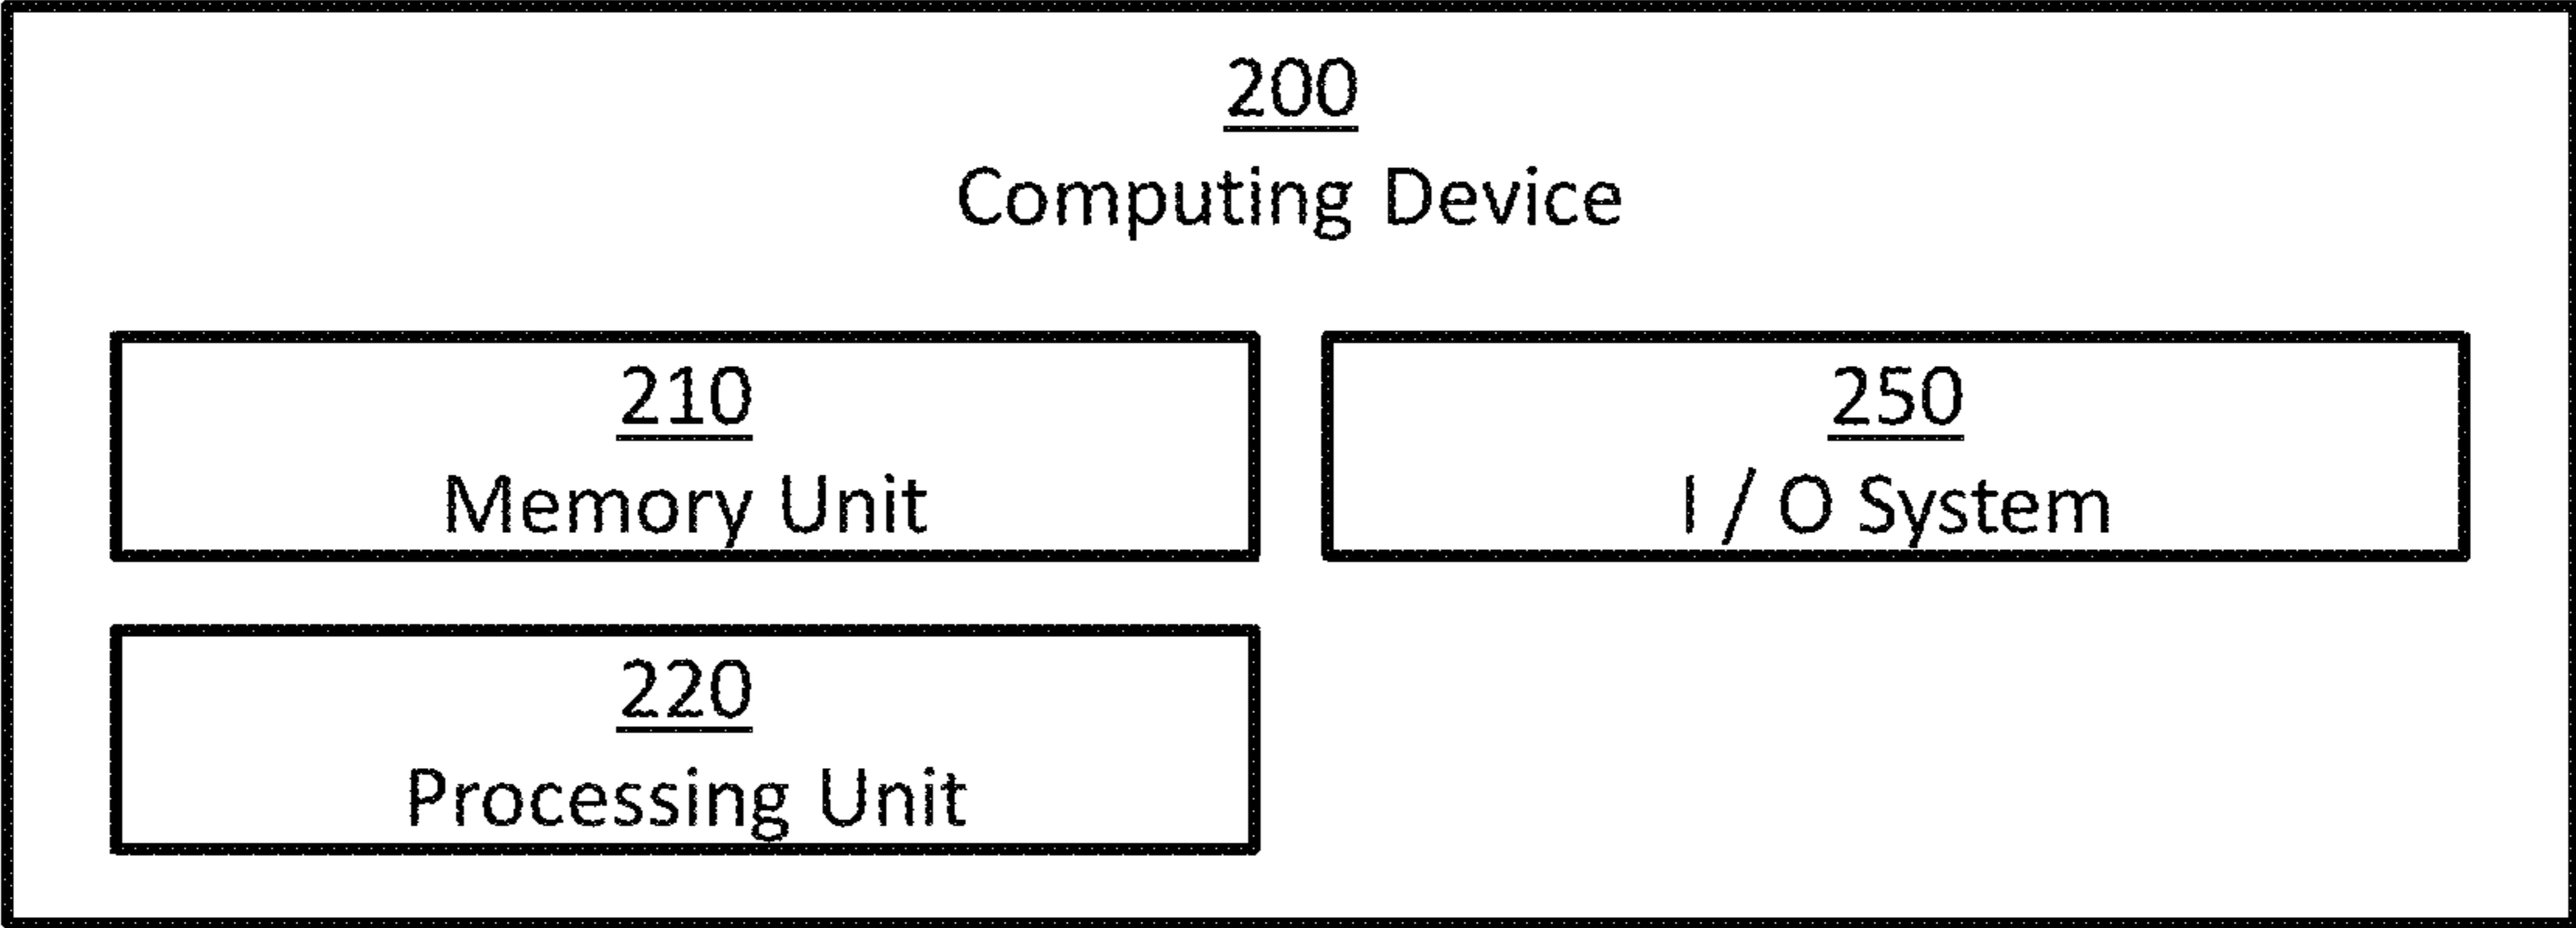 200
Computing Device
210
Memory Unit
250
I / O System
220
Processing Unit